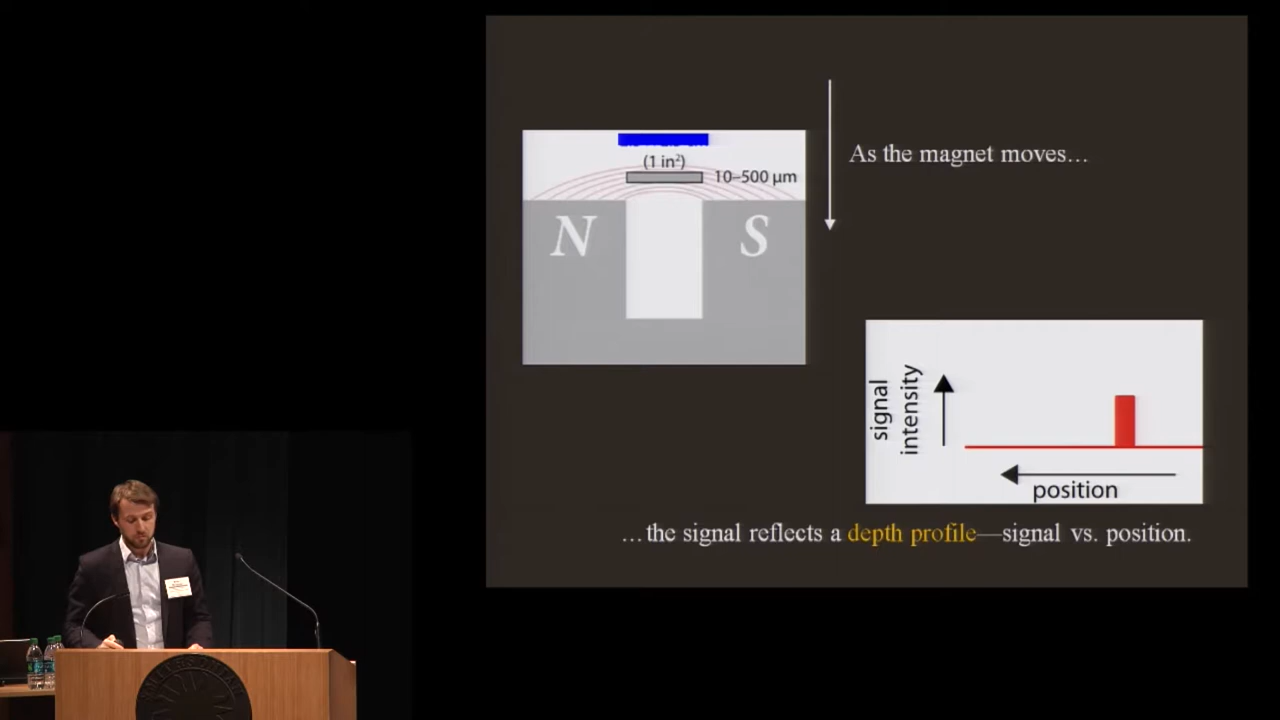 As the magnet moves…
(1 in²)
10–500 μm
N
S
signal
intensity
position
…the signal reflects a depth profile—signal vs. position.